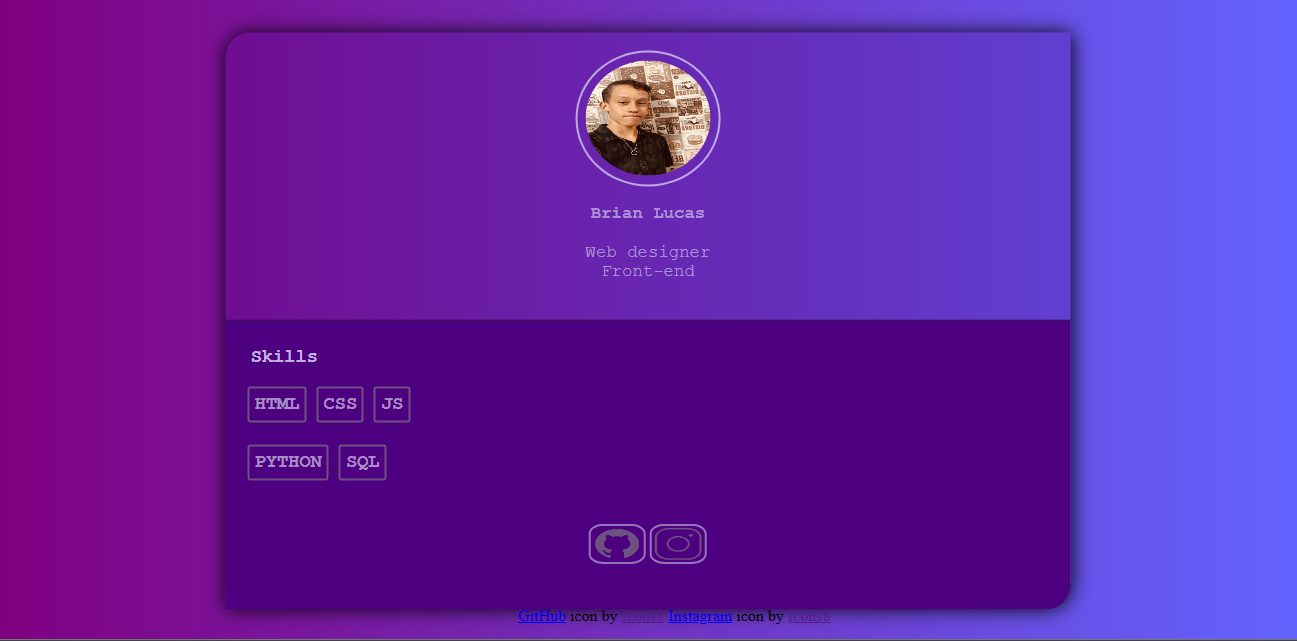 Brian Lucas
Web designer
Front-end
Skills
HTML CSS JS
PYTHON SQL
GitHub icon by Icons8 Instagram icon by Icons8